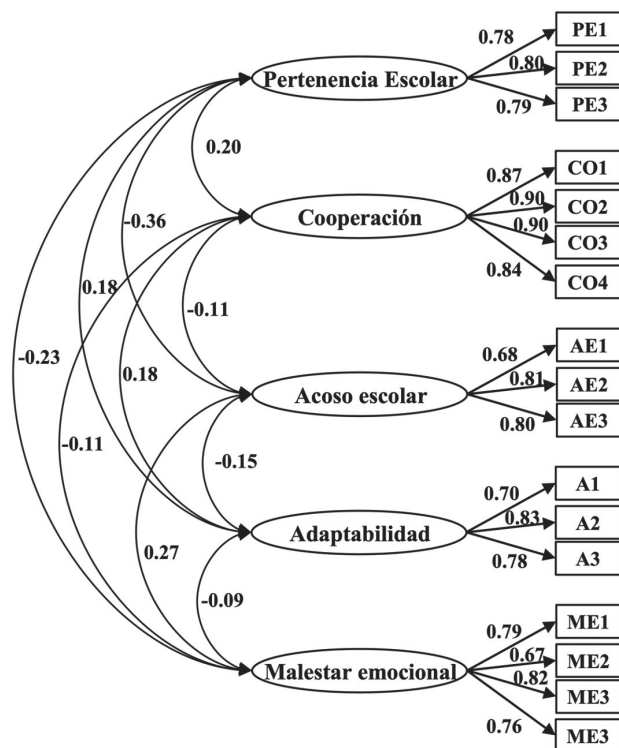 PE1
0.78
Pertenencia Escolar
0.80
PE2
0.79
PE3
0.20
CO1
0.87
0.90
CO2
Cooperación
0.90
CO3
0.84
CO4
-0.36
0.18
-0.11
-0.23
0.18
AE1
0.68
0.81
AE2
Acoso escolar
0.80
AE3
-0.11
-0.15
A1
0.70
0.83
A2
Adaptabilidad
0.78
A3
0.27
-0.09
ME1
0.79
0.67
ME2
Malestar emocional
0.82
ME3
0.76
ME3